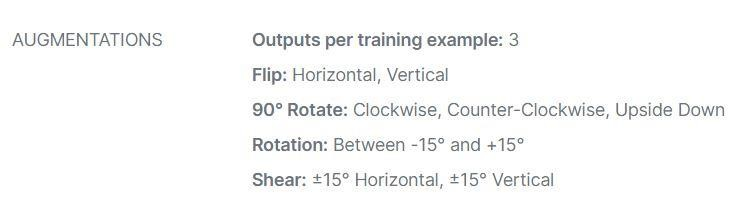 AUGMENTATIONS
Outputs per training example: 3
Flip: Horizontal, Vertical
90° Rotate: Clockwise, Counter-Clockwise, Upside Down
Rotation: Between -15° and +15°
Shear: ±15° Horizontal, ±15° Vertical